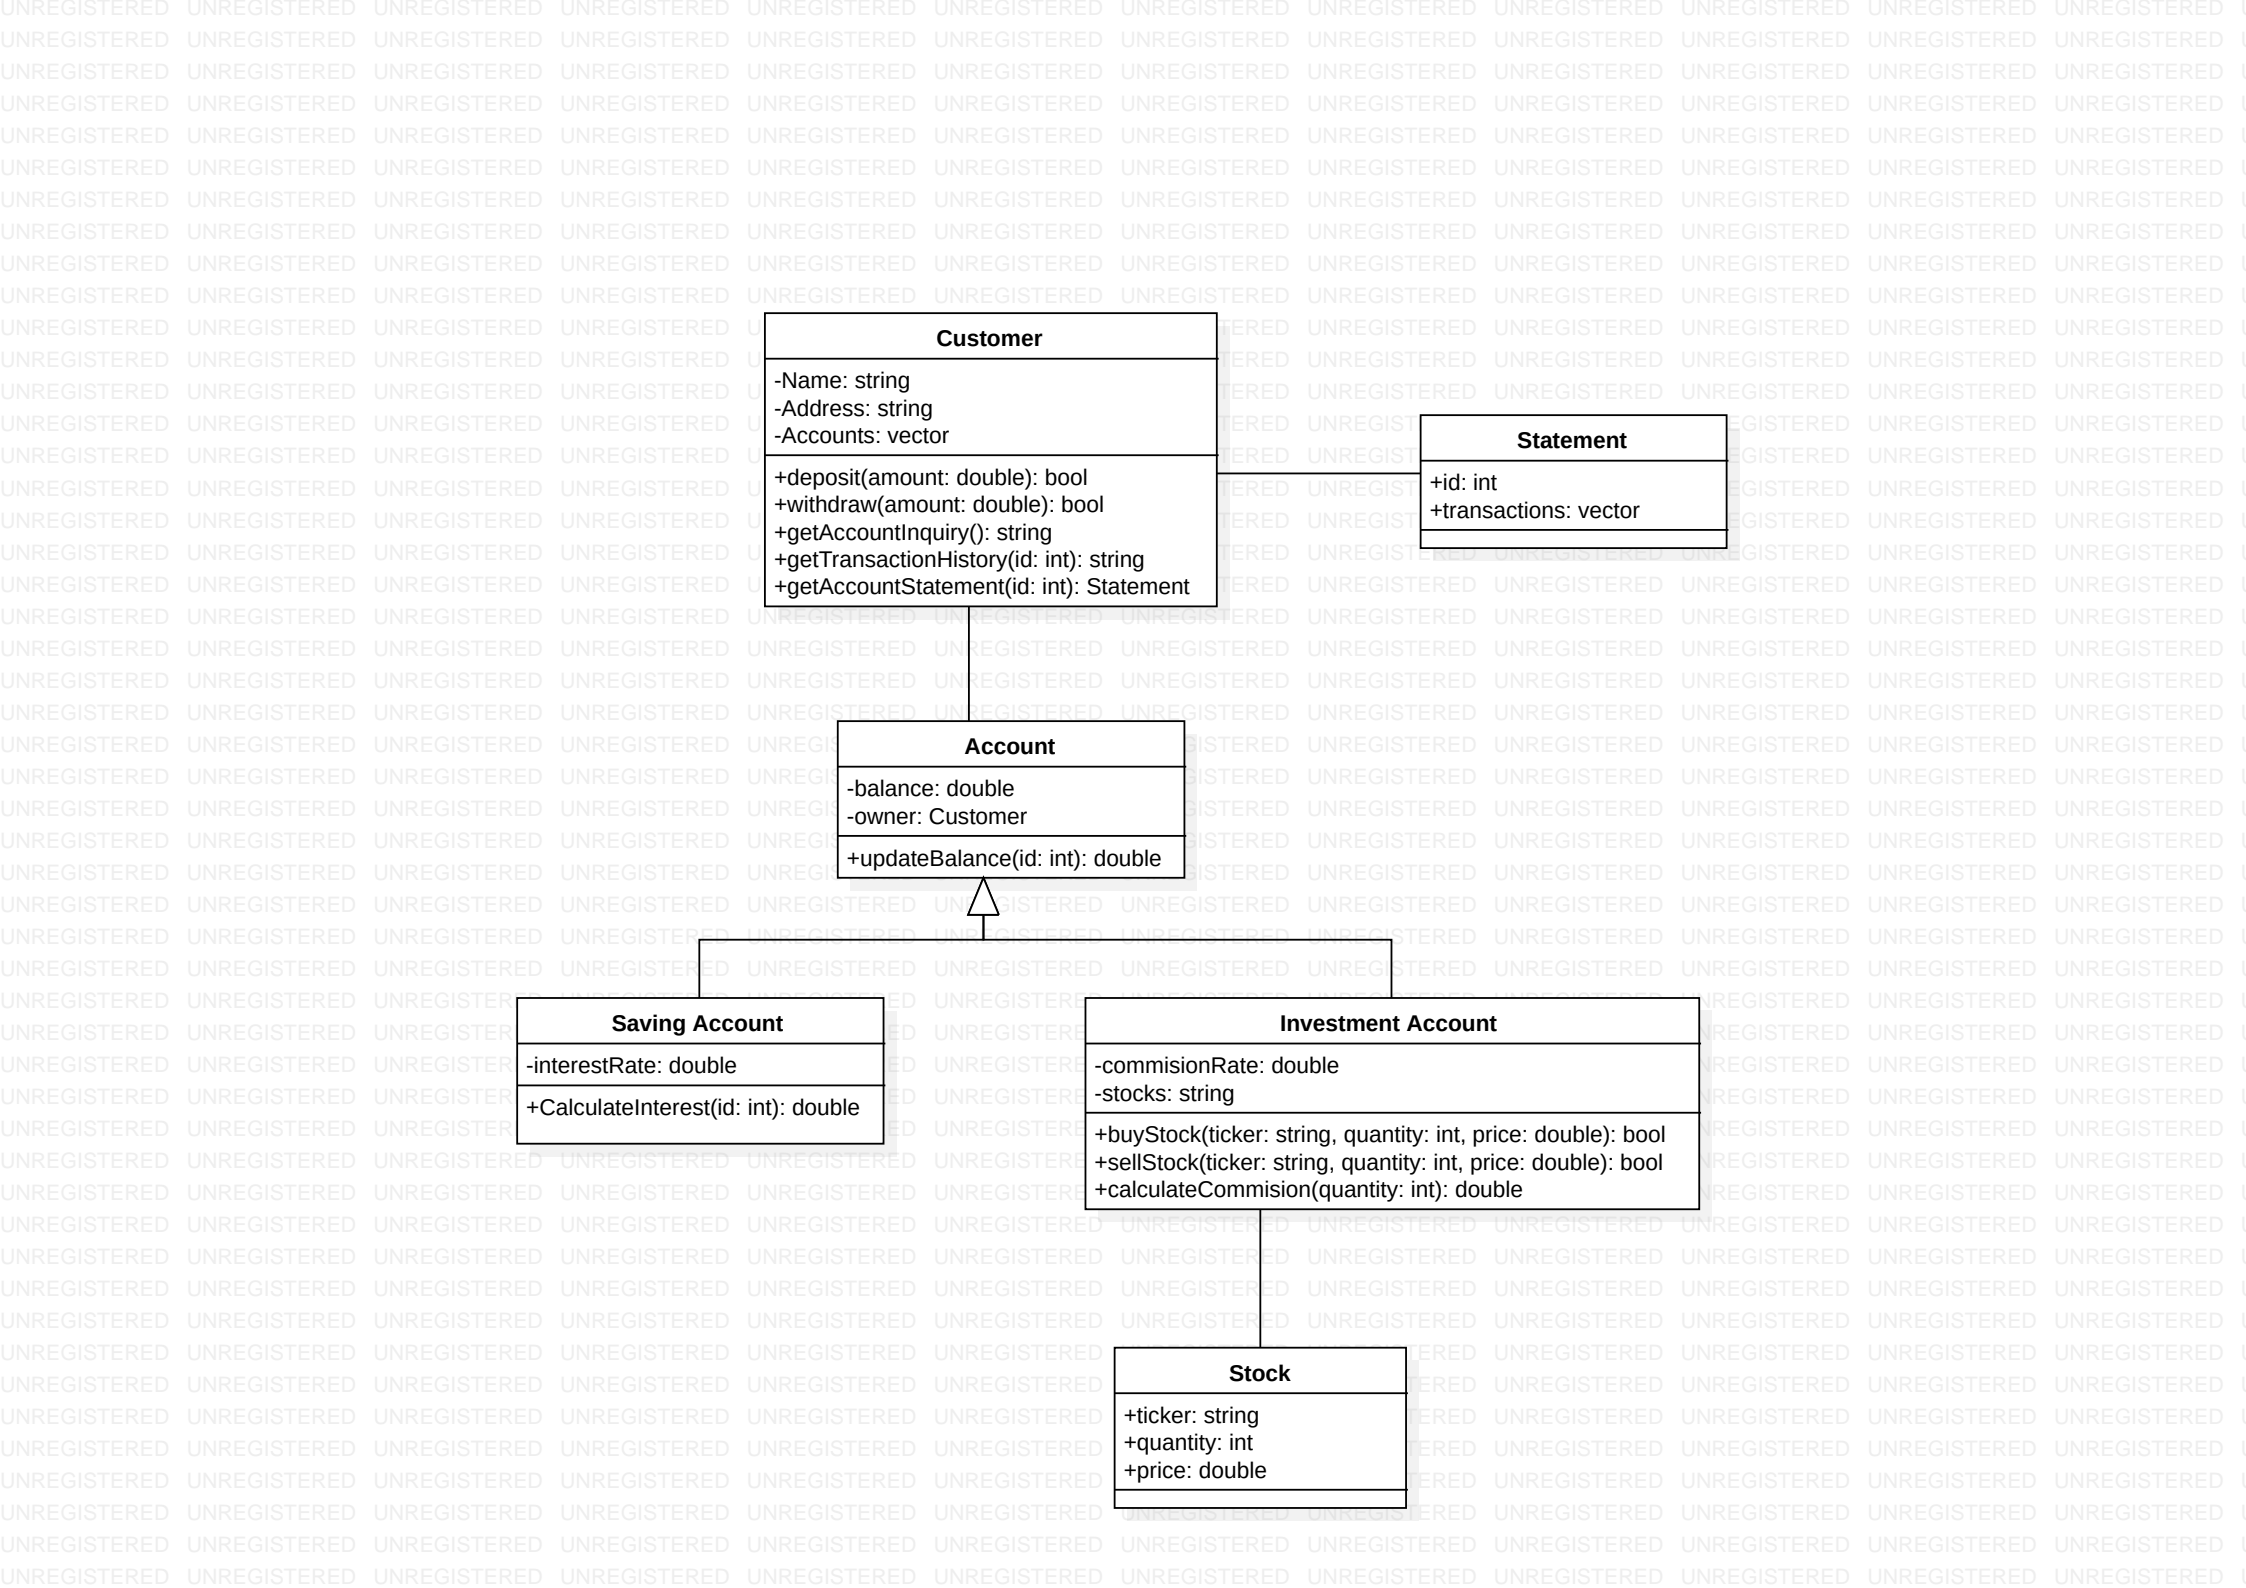 Customer
-Name: string
-Address: string
-Accounts: vector
+deposit(amount: double): bool
+withdraw(amount: double): bool
+getAccountInquiry(): string
+getTransactionHistory(id: int): string
+getAccountStatement(id: int): Statement
Statement
+id: int
+transactions: vector
Account
-balance: double
-owner: Customer
+updateBalance(id: int): double
Saving Account
-interestRate: double
+CalculateInterest(id: int): double
Investment Account
-commisionRate: double
-stocks: string
+buyStock(ticker: string, quantity: int, price: double): bool
+sellStock(ticker: string, quantity: int, price: double): bool
+calculateCommision(quantity: int): double
Stock
+ticker: string
+quantity: int
+price: double
UNREGISTERED